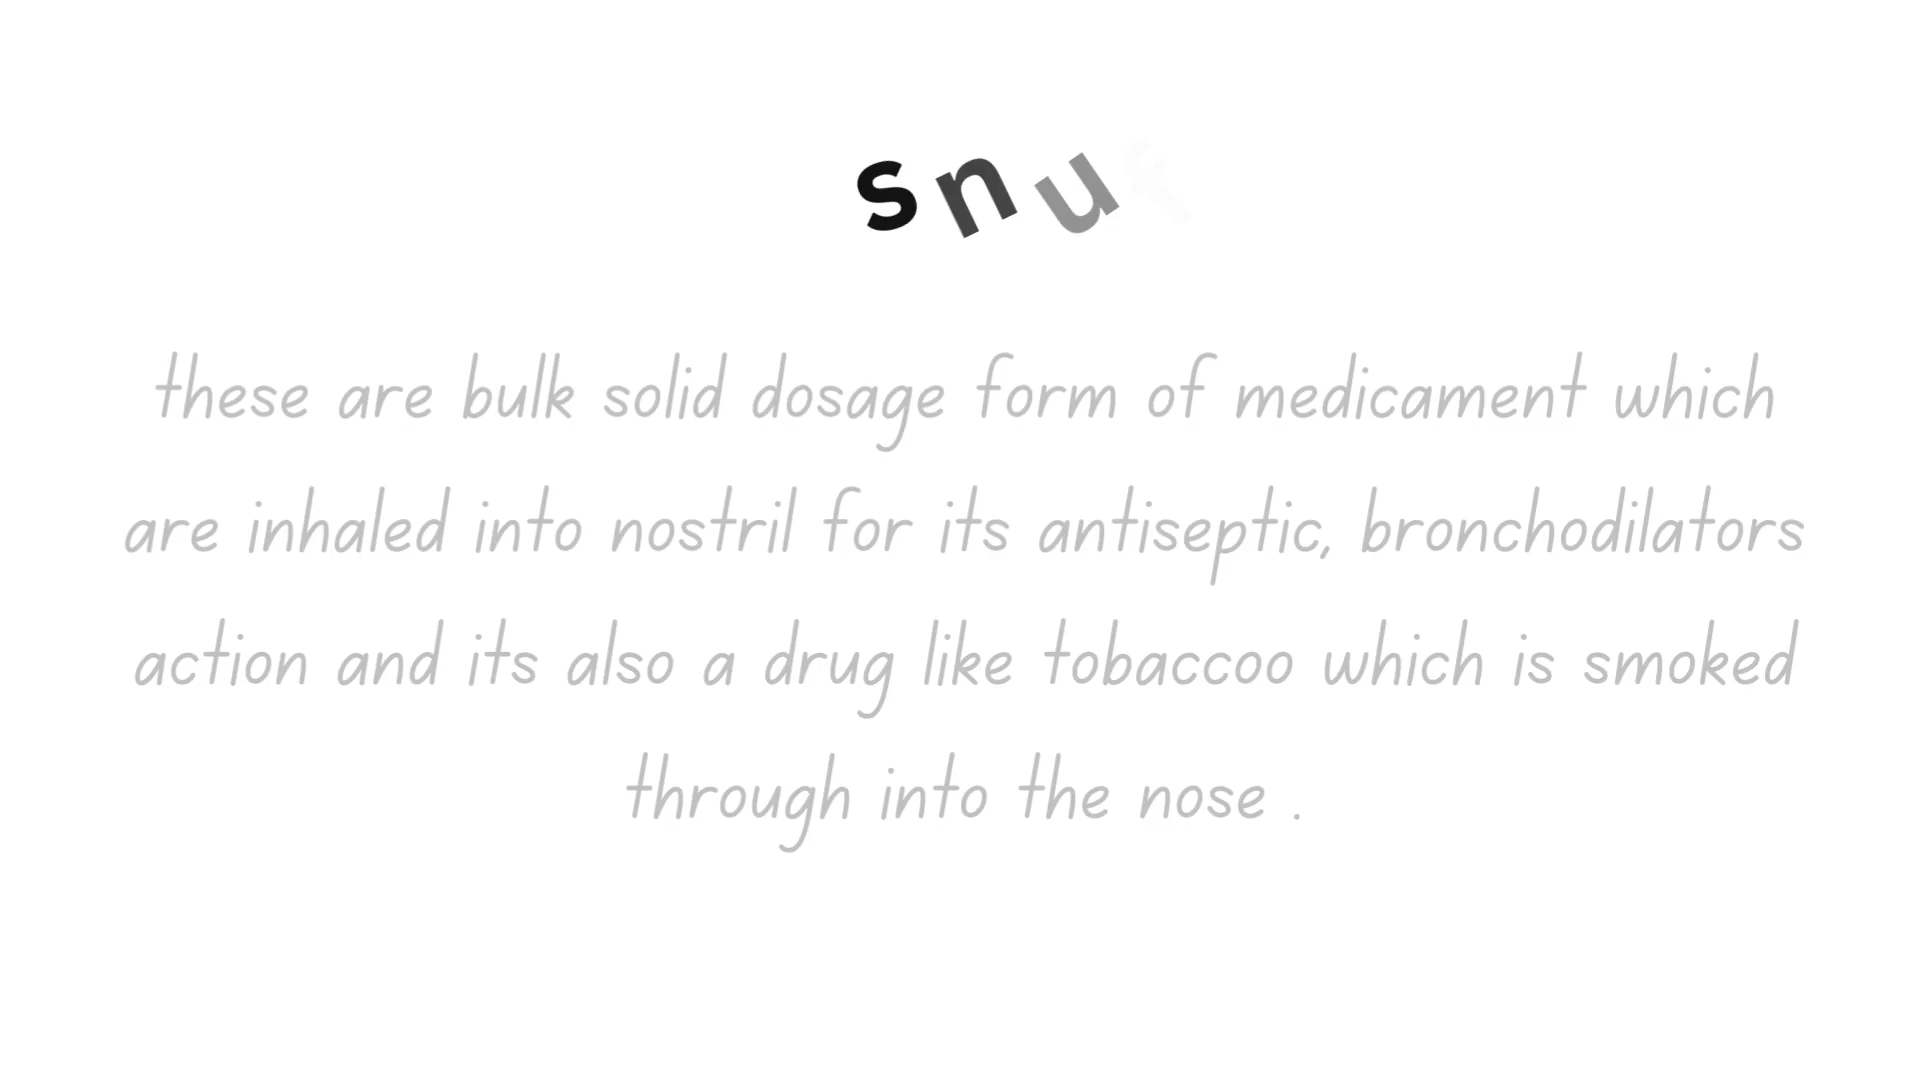 snuf
these are bulk solid dosage form of medicament which
are inhaled into nostril for its antiseptic, bronchodilators
action and its also a drug like tobaccoo which is smoked
through into the nose .